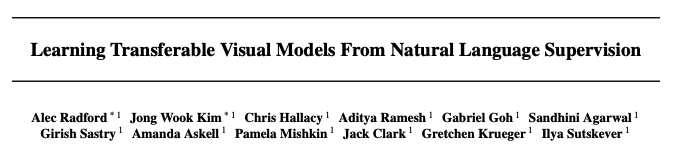 Learning Transferable Visual Models From Natural Language Supervision
Alec Radford * 1 Jong Wook Kim * 1 Chris Hallacy 1 Aditya Ramesh 1 Gabriel Goh 1 Sandhini Agarwal 1
Girish Sastry 1 Amanda Askell 1 Pamela Mishkin 1 Jack Clark 1 Gretchen Krueger 1 Ilya Sutskever 1